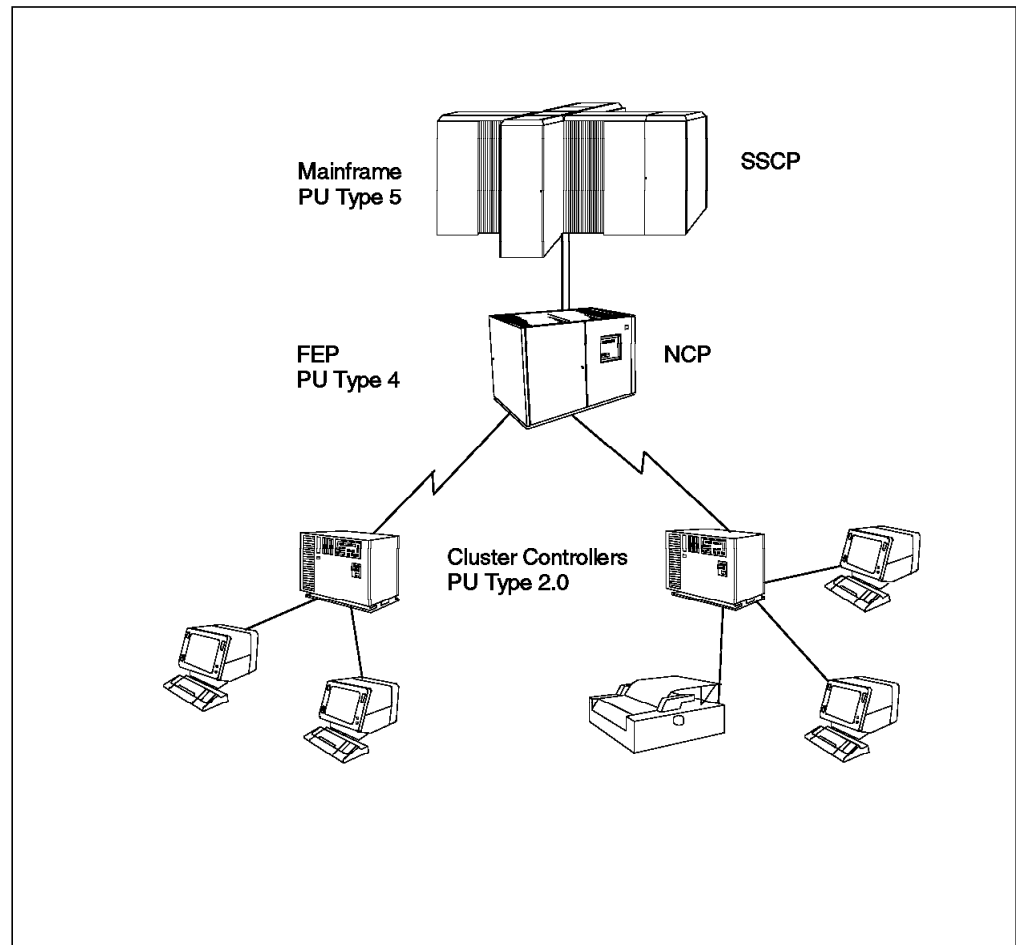 Mainframe
PU Type 5
SSCP
FEP
PU Type 4
NCP
Cluster Controllers
PU Type 2.0